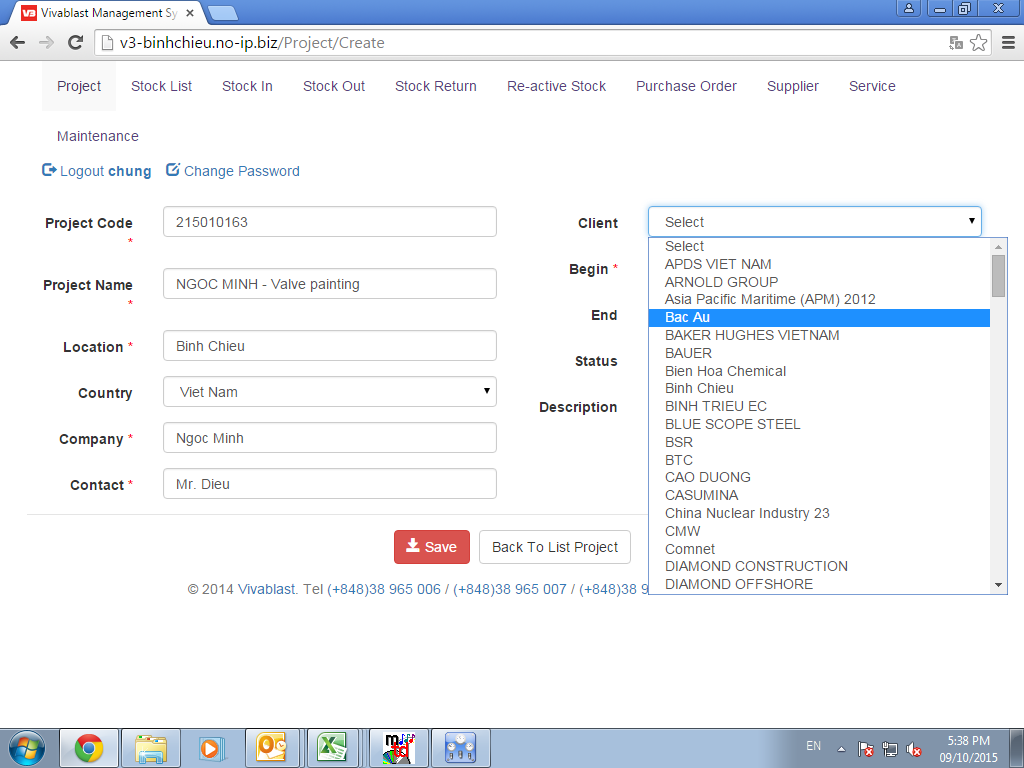 Vivablast Management Sy
v3-binhchieu.no-ip.biz/Project/Create
Project Stock List Stock In Stock Out Stock Return Re-active Stock Purchase Order Supplier Service
Maintenance
Logout chung Change Password
Project Code * 215010163
Project Name * NGOC MINH - Valve painting
Location * Binh Chieu
Country Viet Nam
Company * Ngoc Minh
Contact * Mr. Dieu
Client Select
Begin *
End
Status
Description
Select
APDS VIET NAM
ARNOLD GROUP
Asia Pacific Maritime (APM) 2012
Bac Au
BAKER HUGHES VIETNAM
BAUER
Bien Hoa Chemical
Binh Chieu
BINH TRIEU EC
BLUE SCOPE STEEL
BSR
BTC
CAO DUONG
CASUMINA
China Nuclear Industry 23
CMW
Comnet
DIAMOND CONSTRUCTION
DIAMOND OFFSHORE
Save Back To List Project
© 2014 Vivablast. Tel (+848)38 965 006 / (+848)38 965 007 / (+848)38 9
EN 5:38 PM
09/10/2015